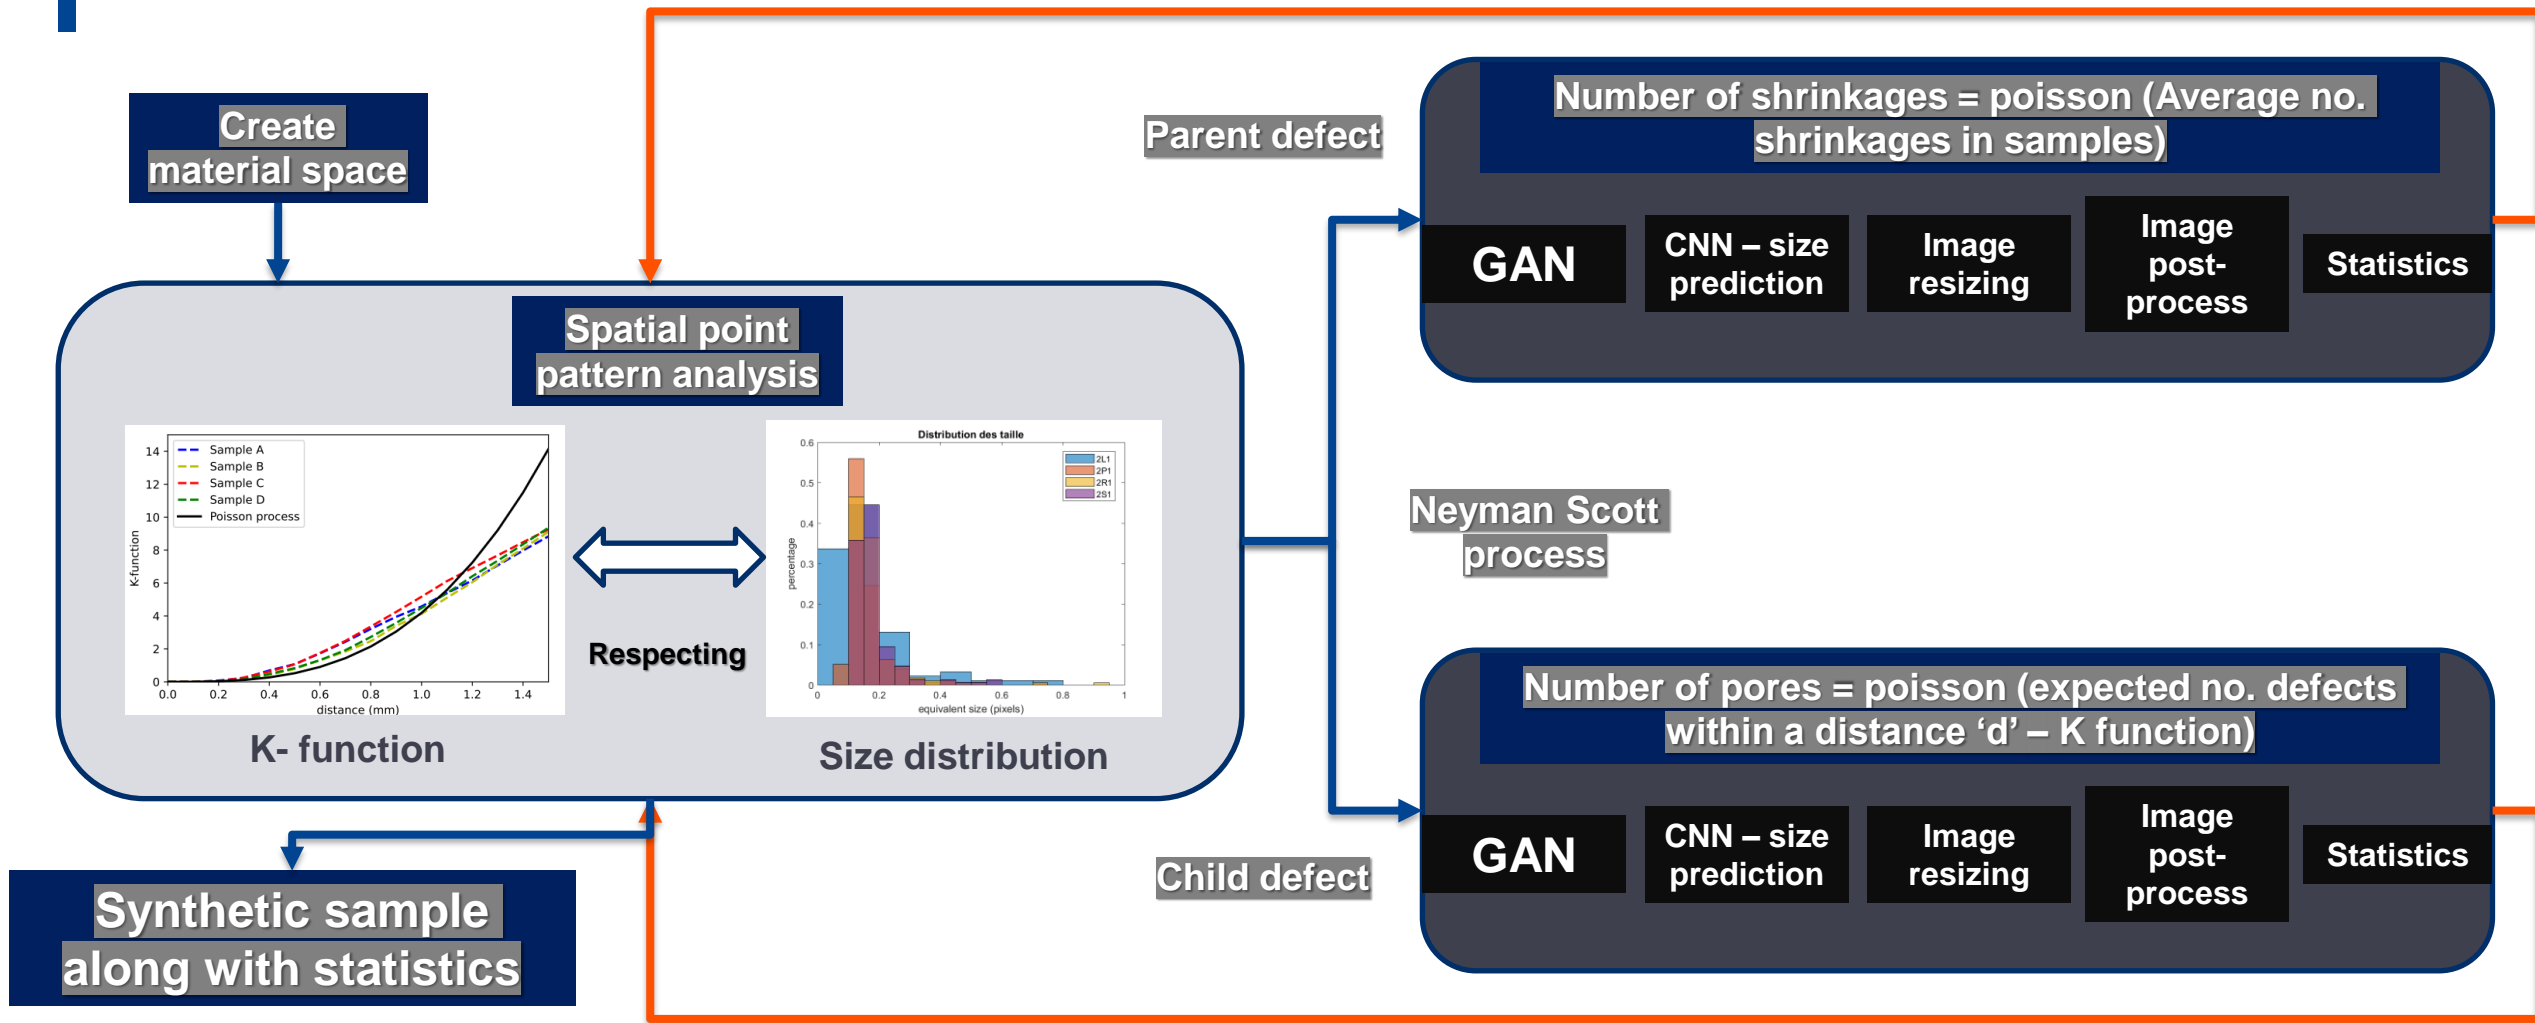 Create
material space
Parent defect
Number of shrinkages = poisson (Average no.
shrinkages in samples)
GAN
CNN – size
prediction
Image
resizing
Image
post-
process
Statistics
Spatial point
pattern analysis
14
12
10
8
6
4
2
0
K-function
Sample A
Sample B
Sample C
Sample D
Poisson process
0.0
0.2
0.4
0.6
0.8
1.0
1.2
1.4
distance (mm)
K- function
Respecting
Distribution des taille
0.6
0.5
0.4
0.3
0.2
0.1
0
percentage
2L1
2P1
2R1
2S1
0
0.2
0.4
0.6
0.8
1
equivalent size (pixels)
Size distribution
Neyman Scott
process
Number of pores = poisson (expected no. defects
within a distance ‘d’ – K function)
Child defect
GAN
CNN – size
prediction
Image
resizing
Image
post-
process
Statistics
Synthetic sample
along with statistics